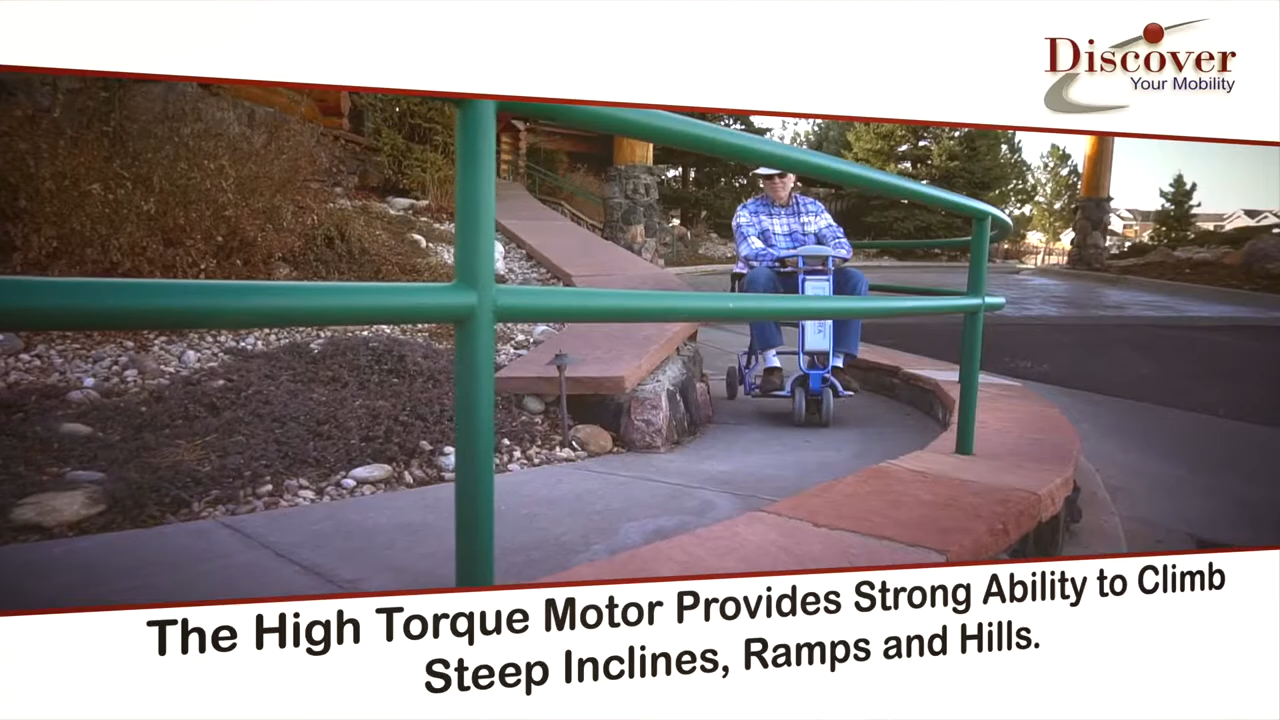 Discover
Your Mobility
The High Torque Motor Provides Strong Ability to Climb
Steep Inclines, Ramps and Hills.